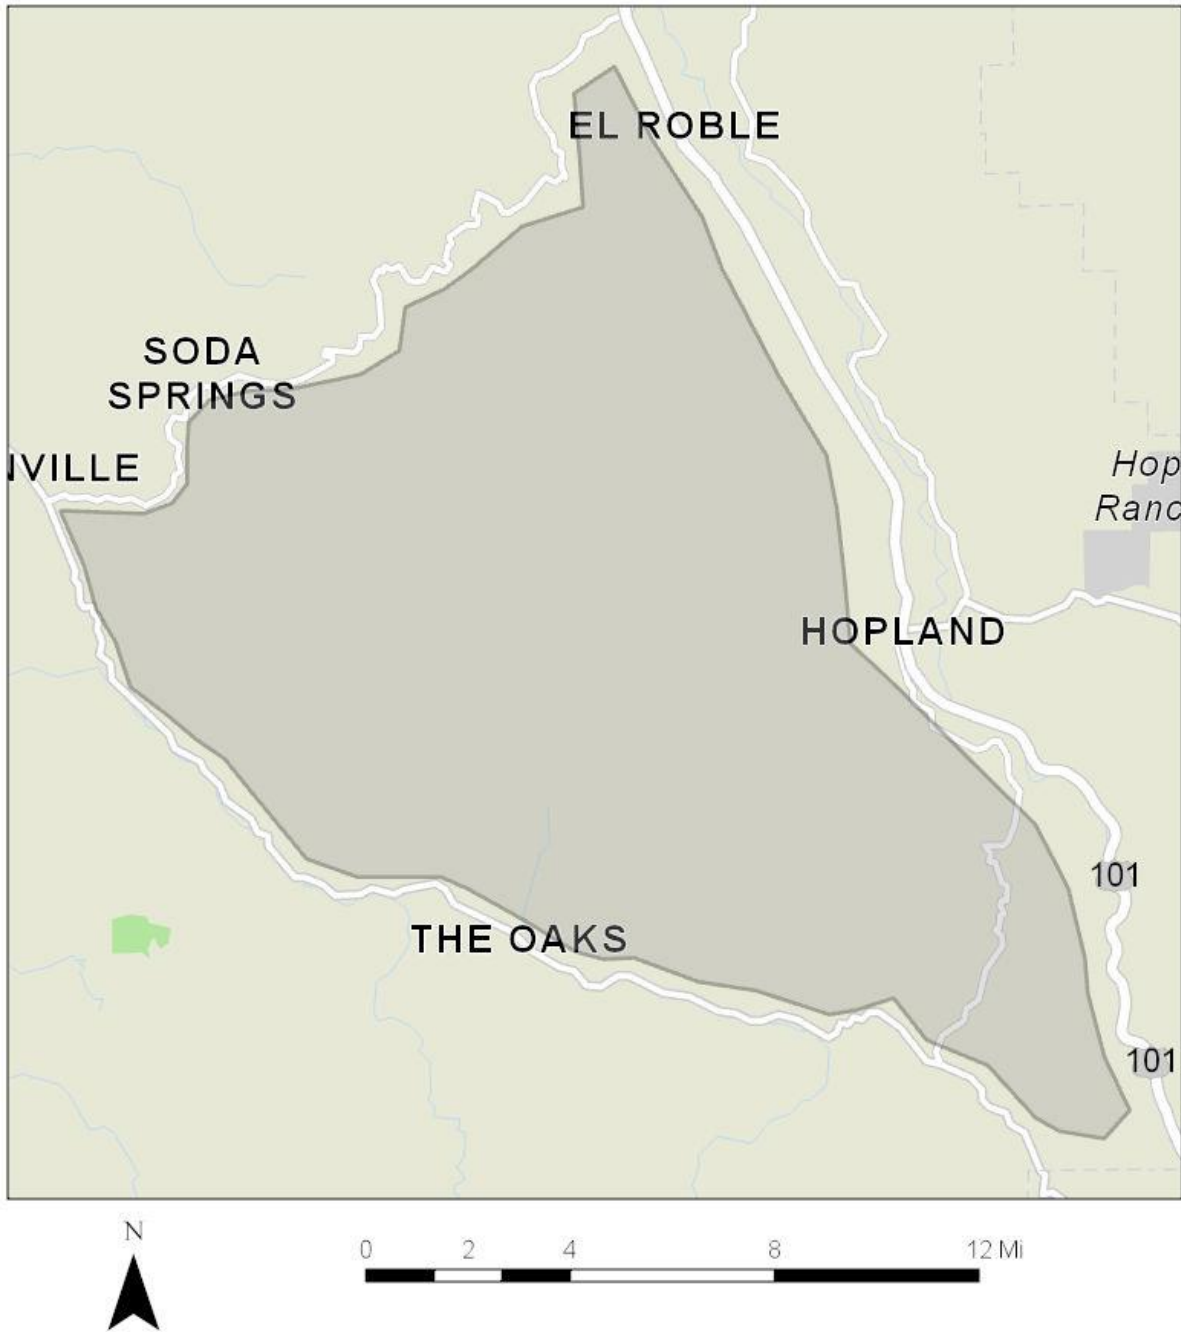 EL ROBLE
SODA
SPRINGS
NVILLE
Hop
Ranc
HOPLAND
101
THE OAKS
101
N
0 2 4 8 12 Mi